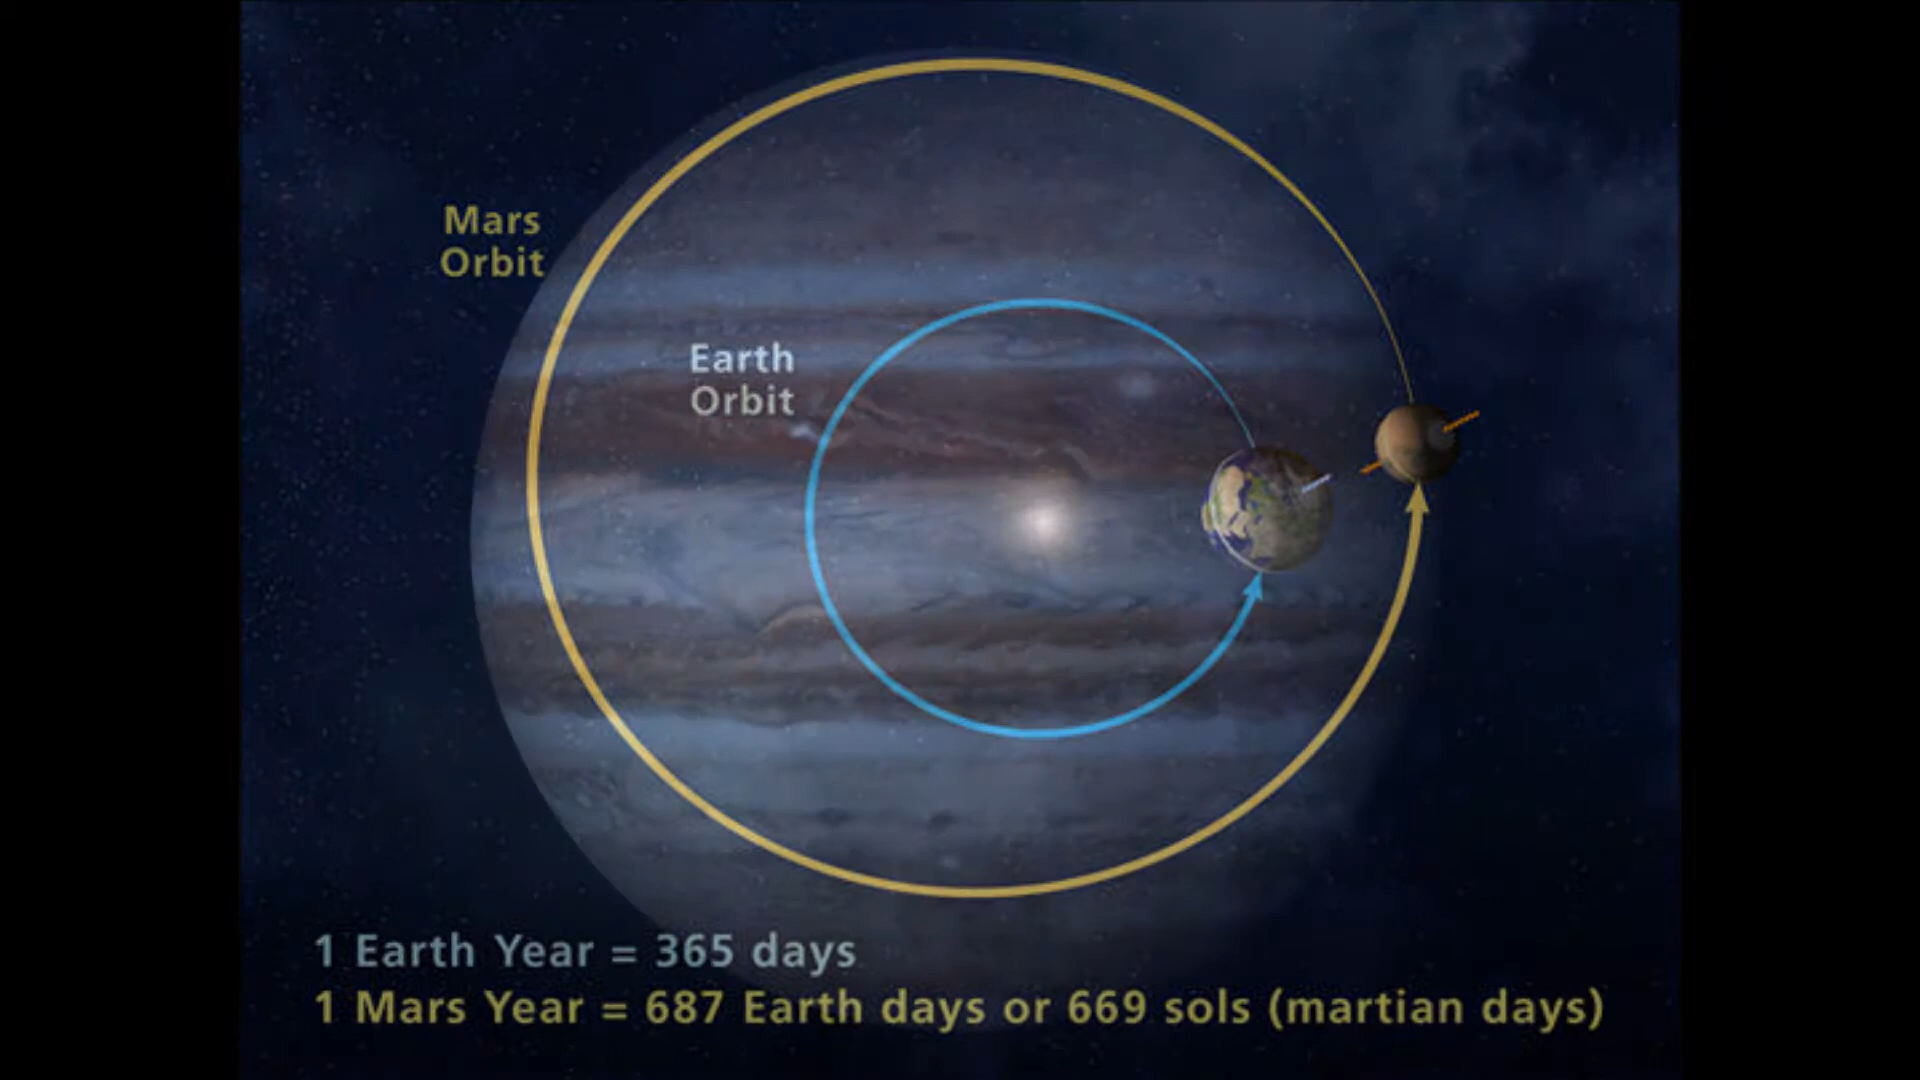 Mars
Orbit
Earth
Orbit
1 Earth Year = 365 days
1 Mars Year = 687 Earth days or 669 sols (martian days)